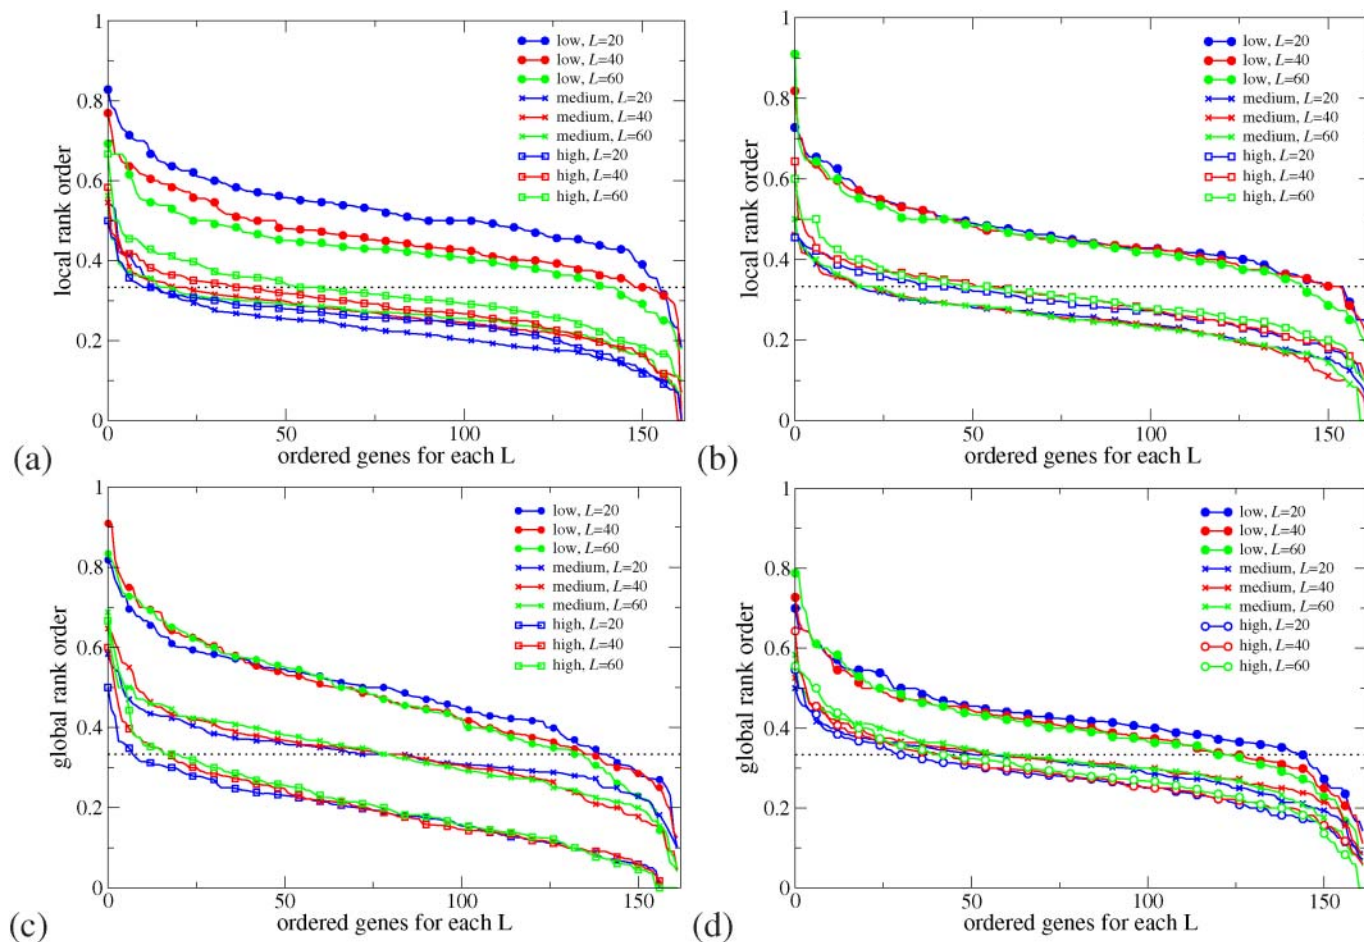 1
low, L=20
low, L=40
low, L=60
medium, L=20
medium, L=40
medium, L=60
high, L=20
high, L=40
high, L=60
0.8
0.6
0.4
0.2
0
local rank order
0
50
100
150
ordered genes for each L
(a)
1
low, L=20
low, L=40
low, L=60
medium, L=20
medium, L=40
medium, L=60
high, L=20
high, L=40
high, L=60
0.8
0.6
0.4
0.2
0
local rank order
0
50
100
150
ordered genes for each L
(b)
1
low, L=20
low, L=40
low, L=60
medium, L=20
medium, L=40
medium, L=60
high, L=20
high, L=40
high, L=60
0.8
0.6
0.4
0.2
0
global rank order
0
50
100
150
ordered genes for each L
(c)
1
low, L=20
low, L=40
low, L=60
medium, L=20
medium, L=40
medium, L=60
high, L=20
high, L=40
high, L=60
0.8
0.6
0.4
0.2
0
global rank order
0
50
100
150
ordered genes for each L
(d)